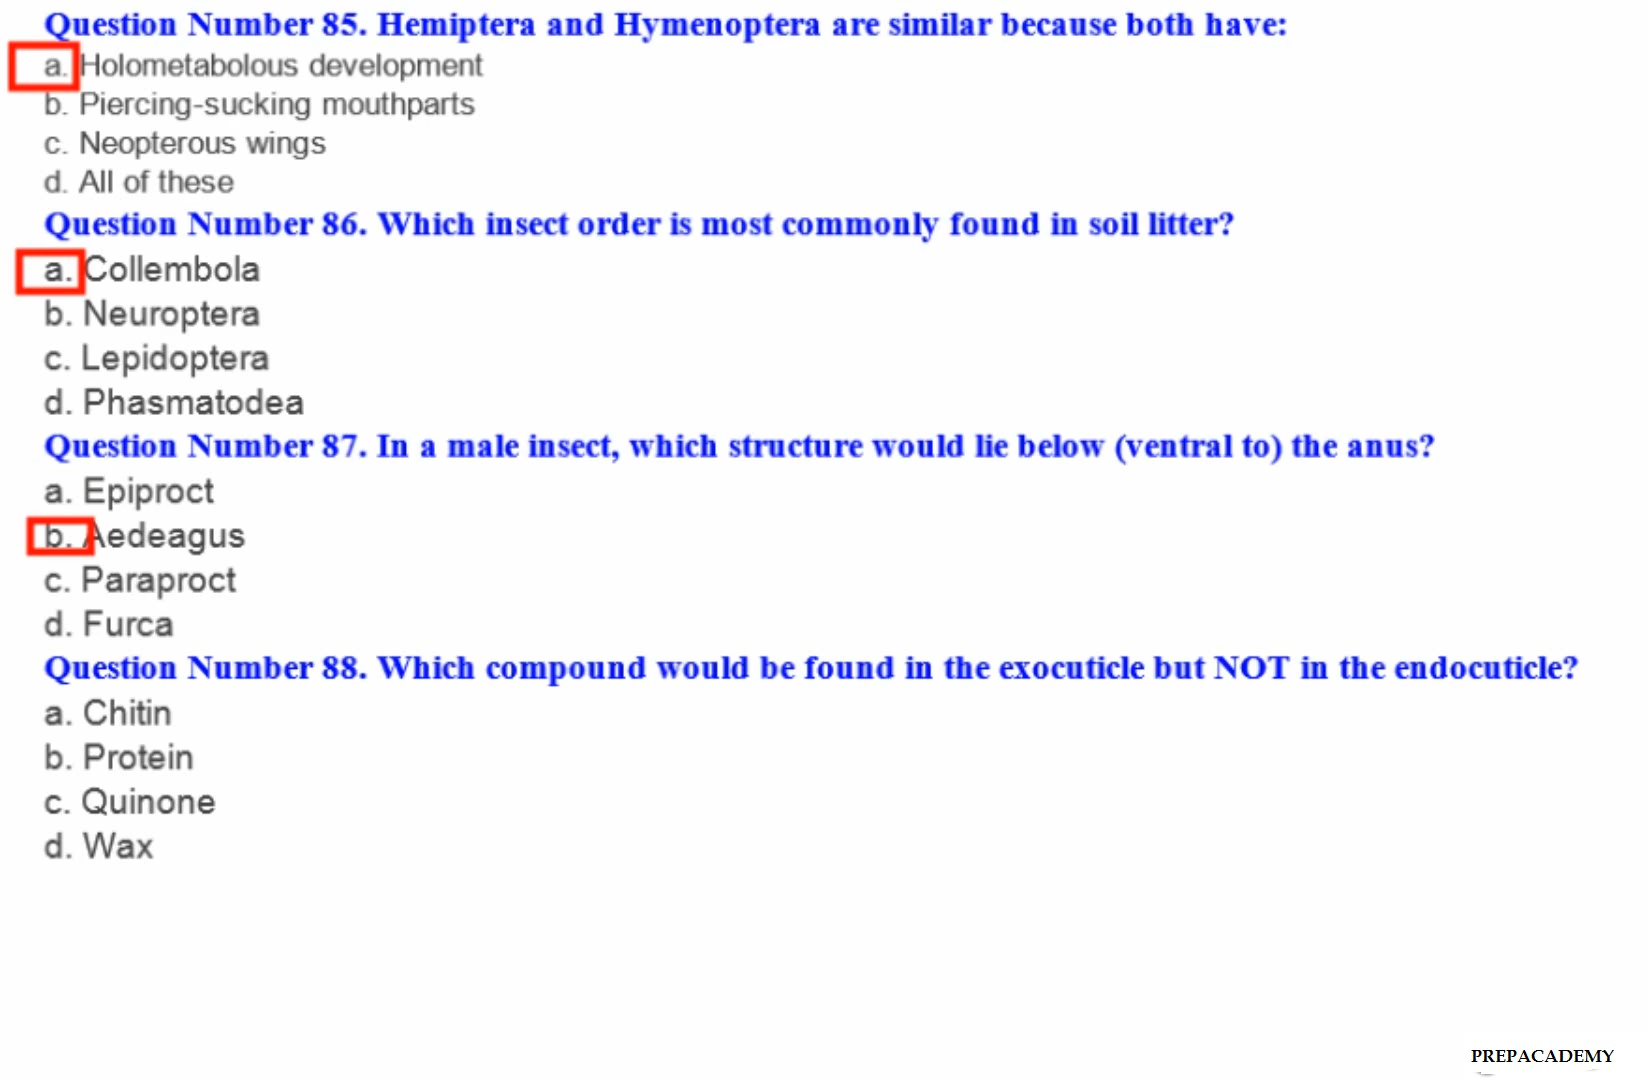 Question Number 85. Hemiptera and Hymenoptera are similar because both have:
a. Holometabolous development
b. Piercing-sucking mouthparts
c. Neopterous wings
d. All of these
Question Number 86. Which insect order is most commonly found in soil litter?
a. Collembola
b. Neuroptera
c. Lepidoptera
d. Phasmatodea
Question Number 87. In a male insect, which structure would lie below (ventral to) the anus?
a. Epiproct
b. Aedeagus
c. Paraproct
d. Furca
Question Number 88. Which compound would be found in the exocuticle but NOT in the endocuticle?
a. Chitin
b. Protein
c. Quinone
d. Wax
PREPACADEMY